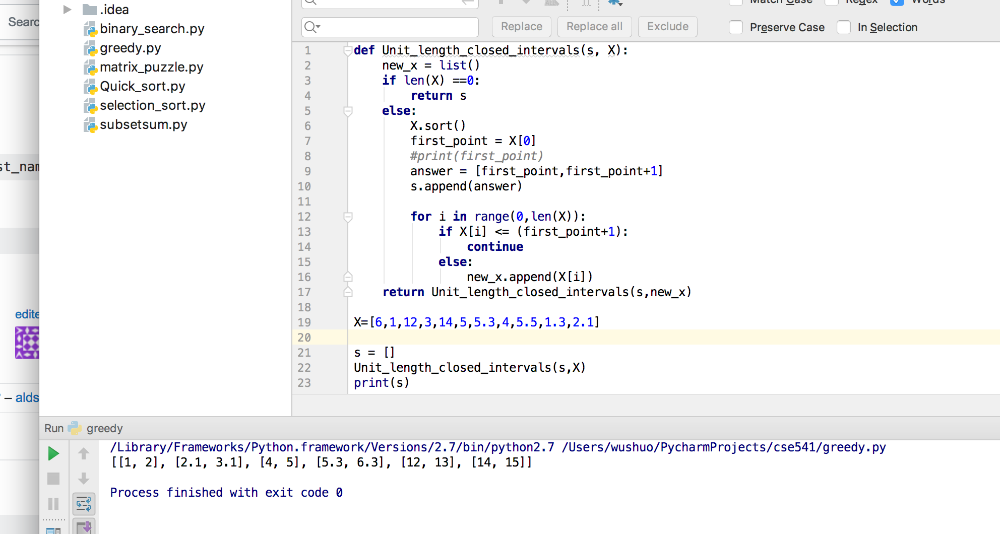 Searc
st_nam
edite
– alds
.idea
binary_search.py
greedy.py
matrix_puzzle.py
Quick_sort.py
selection_sort.py
subsetsum.py
Match Case
Regex
Words
Replace
Replace all
Exclude
Preserve Case
In Selection
1 def Unit_length_closed_intervals(s, X):
2     new_x = list()
3     if len(X) ==0:
4         return s
5     else:
6         X.sort()
7         first_point = X[0]
8         #print(first_point)
9         answer = [first_point,first_point+1]
10         s.append(answer)
11
12         for i in range(0,len(X)):
13             if X[i] <= (first_point+1):
14                 continue
15             else:
16                 new_x.append(X[i])
17     return Unit_length_closed_intervals(s,new_x)
18
19 X=[6,1,12,3,14,5,5.3,4,5.5,1.3,2.1]
20
21 s = []
22 Unit_length_closed_intervals(s,X)
23 print(s)
Run greedy
/Library/Frameworks/Python.framework/Versions/2.7/bin/python2.7 /Users/wushuo/PycharmProjects/cse541/greedy.py
[[1, 2], [2.1, 3.1], [4, 5], [5.3, 6.3], [12, 13], [14, 15]]
Process finished with exit code 0